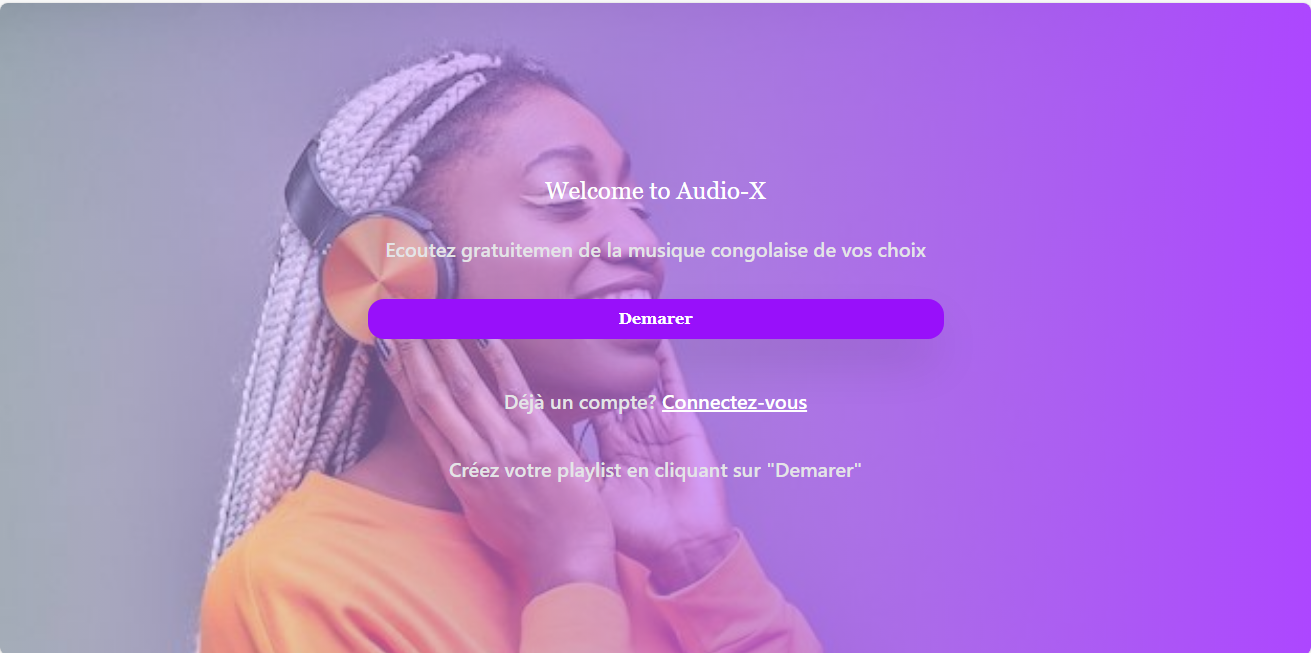 Welcome to Audio-X
Ecoutez gratuitemen de la musique congolaise de vos choix
Demarer
Déjà un compte? Connectez-vous
Créez votre playlist en cliquant sur "Demarer"